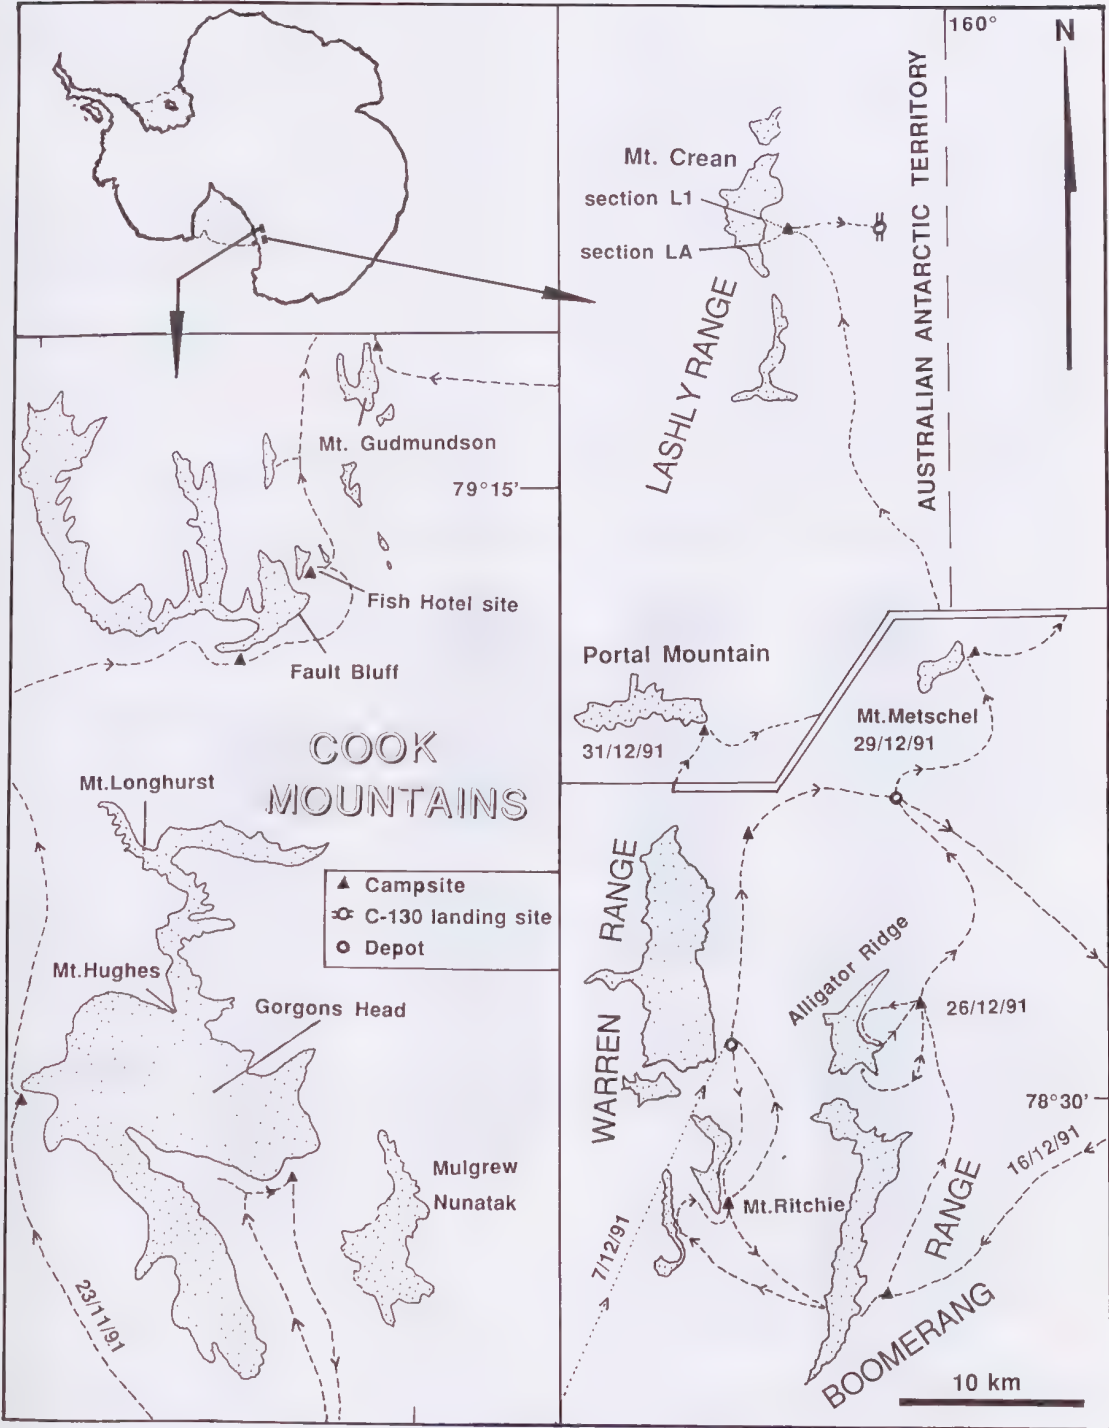 160°
N
AUSTRALIAN ANTARCTIC TERRITORY
Mt. Crean
section L1
section LA
LASHLY RANGE
Mt. Gudmundson
79°15'
Fish Hotel site
Fault Bluff
COOK
MOUNTAINS
Mt.Longhurst
▲ Campsite
C-130 landing site
Depot
Mt.Hughes
Gorgons Head
Mulgrew
Nunatak
23/11/91
Portal Mountain
31/12/91
Mt.Metschel
29/12/91
WARREN RANGE
Alligator Ridge
26/12/91
78°30'
16/12/91
Mt.Ritchie
7/12/91
BOOMERANG RANGE
10 km